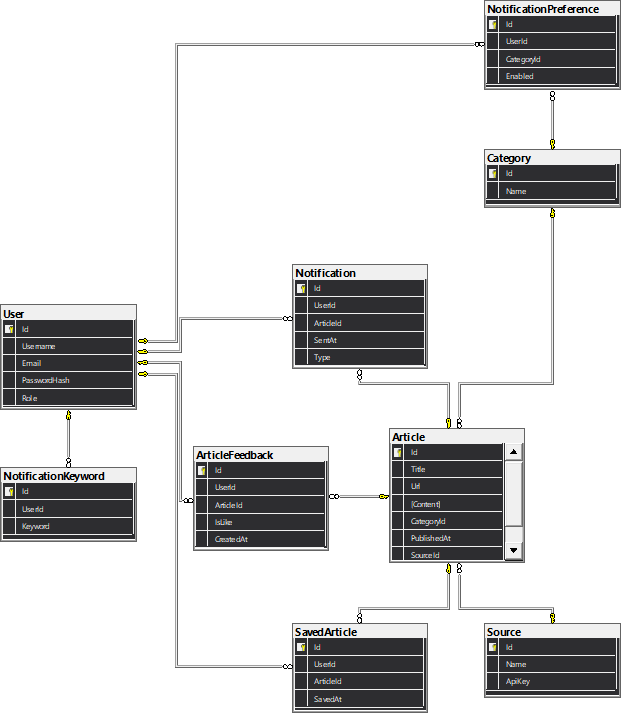 NotificationPreference
Id
UserId
CategoryId
Enabled
Category
Id
Name
Notification
Id
UserId
ArticleId
SentAt
Type
User
Id
Username
Email
PasswordHash
Role
Article
Id
Title
Url
[Content]
CategoryId
PublishedAt
SourceId
ArticleFeedback
Id
UserId
ArticleId
IsLike
CreatedAt
NotificationKeyword
Id
UserId
Keyword
SavedArticle
Id
UserId
ArticleId
SavedAt
Source
Id
Name
ApiKey